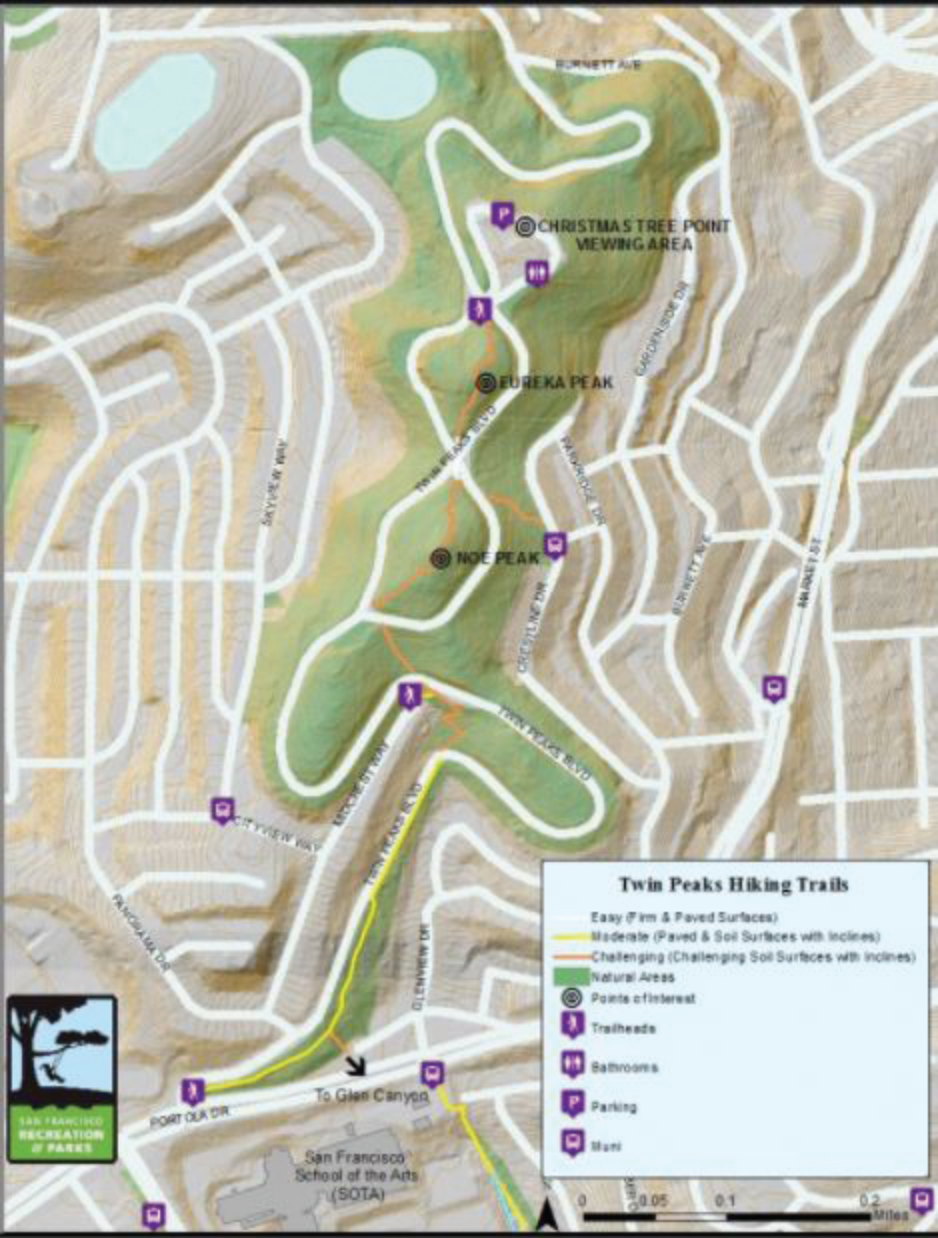 BURNETT AVE
P
CHRISTMAS TREE POINT
VIEWING AREA
GARDENSIDE DR
EUREKA PEAK
TWIN PEAKS BLVD
SKYVIEW WAY
PARKRIDGE DR
NOE PEAK
BURNETT AVE
MARKET ST
CRESTLINE DR
TWIN PEAKS BLVD
MIDCREST WAY
CITYVIEW WAY
TWIN PEAKS BLVD
PANORAMA DR
GLENVIEW DR
Twin Peaks Hiking Trails
Easy (Firm & Paved Surfaces)
Moderate (Paved & Soil Surfaces with Inclines)
Challenging (Challenging Soil Surfaces with Inclines)
Natural Areas
Points of Interest
Trailheads
Bathrooms
P Parking
Muni
SAN FRANCISCO
RECREATION
& PARKS
To Glen Canyon
PORTOLA DR
San Francisco
School of the Arts
(SOTA)
0 0.05 0.1 0.2
Miles